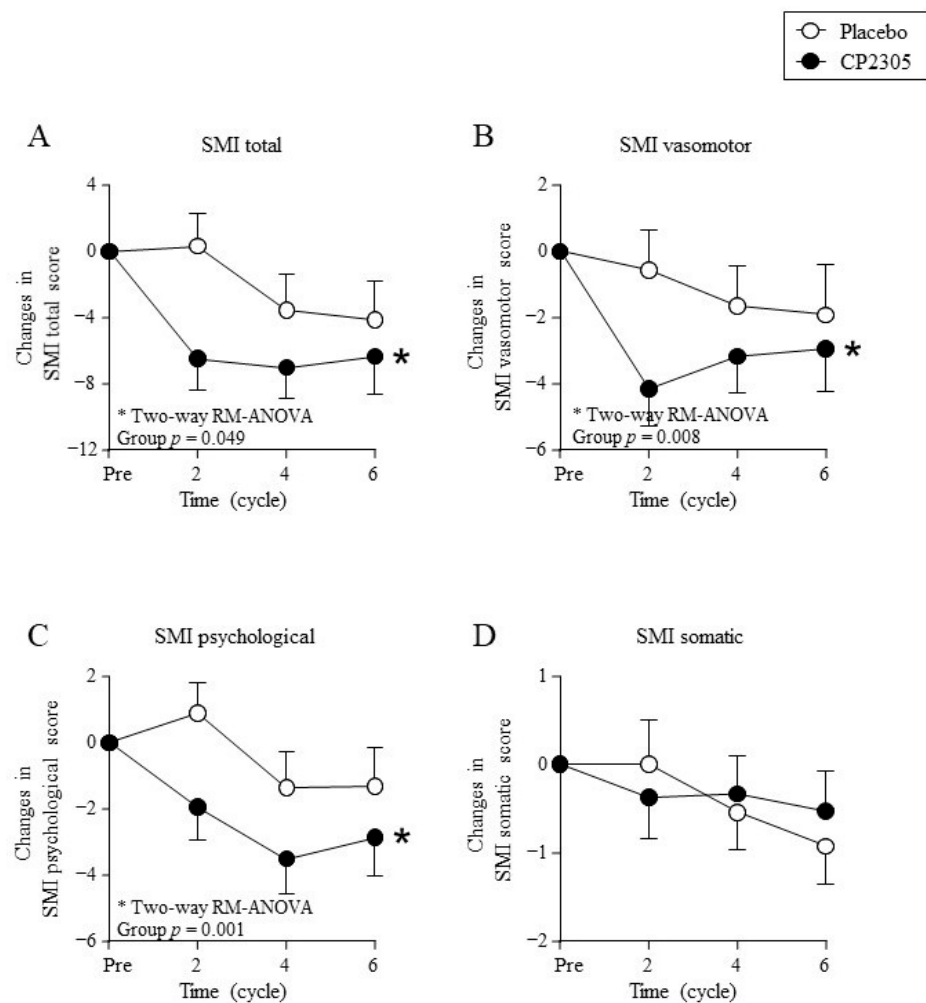 Placebo
CP2305
A
SMI total
4
0
−4
−8
−12
Changes in
SMI total score
* Two-way RM-ANOVA
Group p = 0.049
*
Pre
2
4
6
Time (cycle)
B
SMI vasomotor
2
0
−2
−4
−6
Changes in
SMI vasomotor score
* Two-way RM-ANOVA
Group p = 0.008
*
Pre
2
4
6
Time (cycle)
C
SMI psychological
2
0
−2
−4
−6
Changes in
SMI psychological score
* Two-way RM-ANOVA
Group p = 0.001
*
Pre
2
4
6
Time (cycle)
D
SMI somatic
1
0
−1
−2
Changes in
SMI somatic score
Pre
2
4
6
Time (cycle)